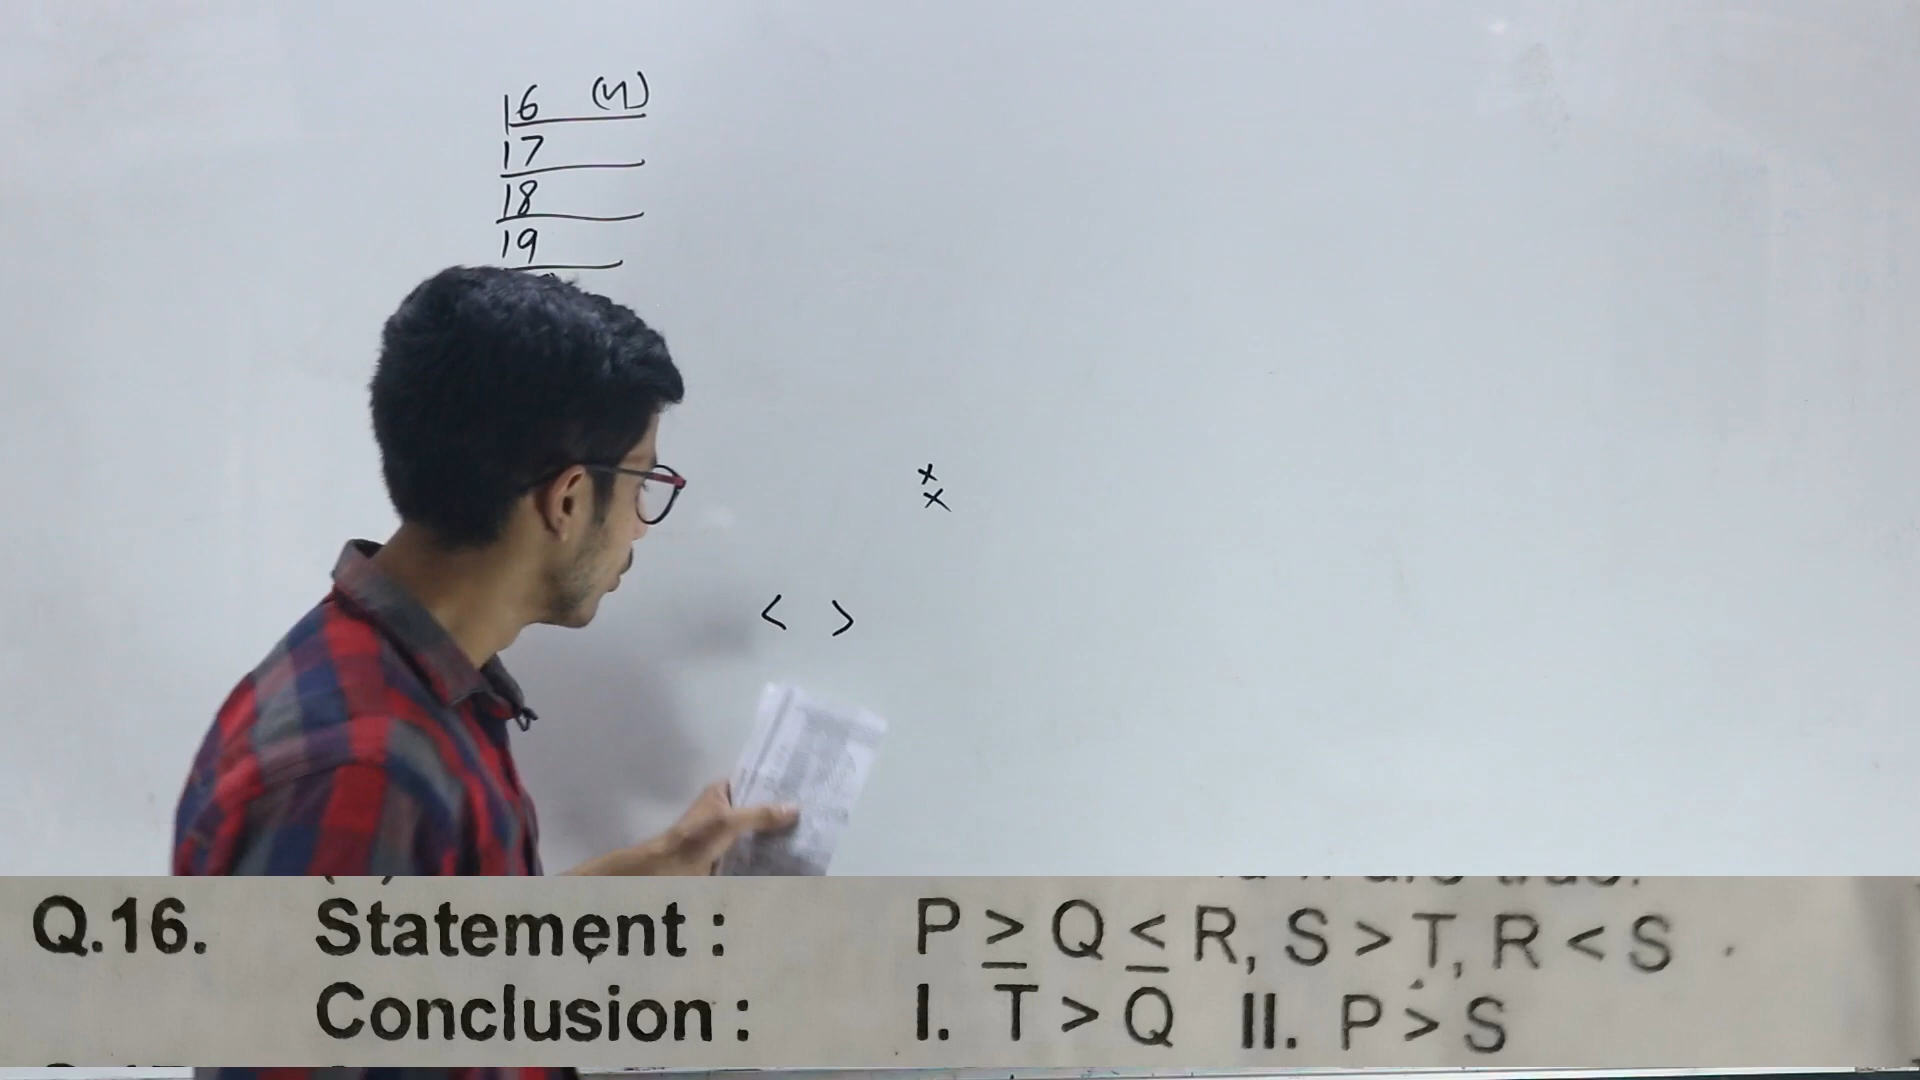 16 (4)
17
18
19
x
x
< >
Q.16. Statement : P ≥ Q ≤ R, S > T, R < S
Conclusion : I. T > Q II. P > S